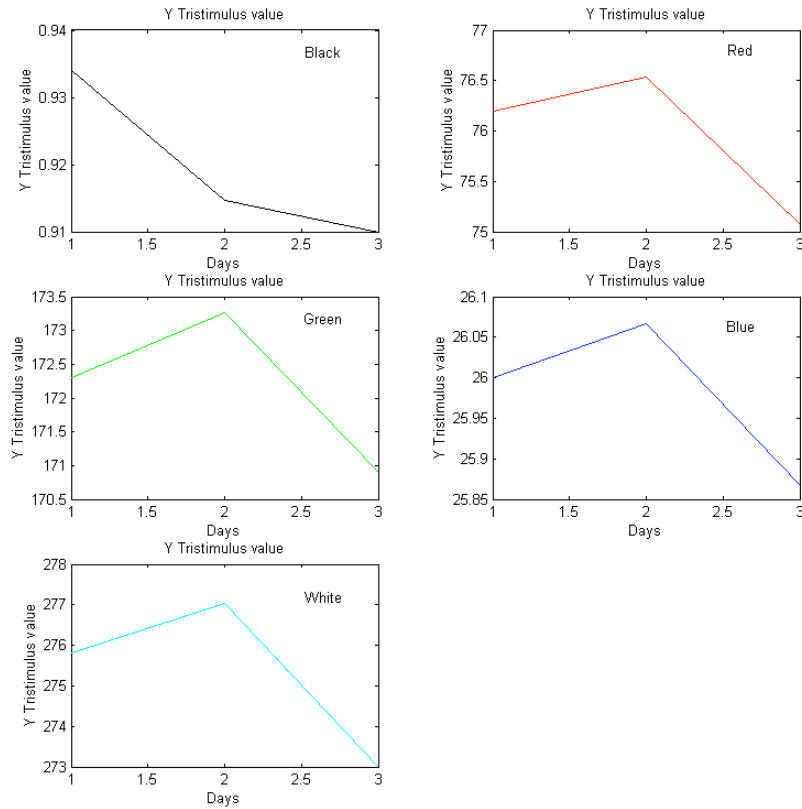 Y Tristimulus value
Black
Y Tristimulus value
0.94
0.93
0.92
0.91
1
1.5
2
2.5
3
Days
Y Tristimulus value
Red
Y Tristimulus value
77
76.5
76
75.5
75
1
1.5
2
2.5
3
Days
Y Tristimulus value
Green
Y Tristimulus value
173.5
173
172.5
172
171.5
171
170.5
1
1.5
2
2.5
3
Days
Y Tristimulus value
Blue
Y Tristimulus value
26.1
26.05
26
25.95
25.9
25.85
1
1.5
2
2.5
3
Days
Y Tristimulus value
White
Y Tristimulus value
278
277
276
275
274
273
1
1.5
2
2.5
3
Days